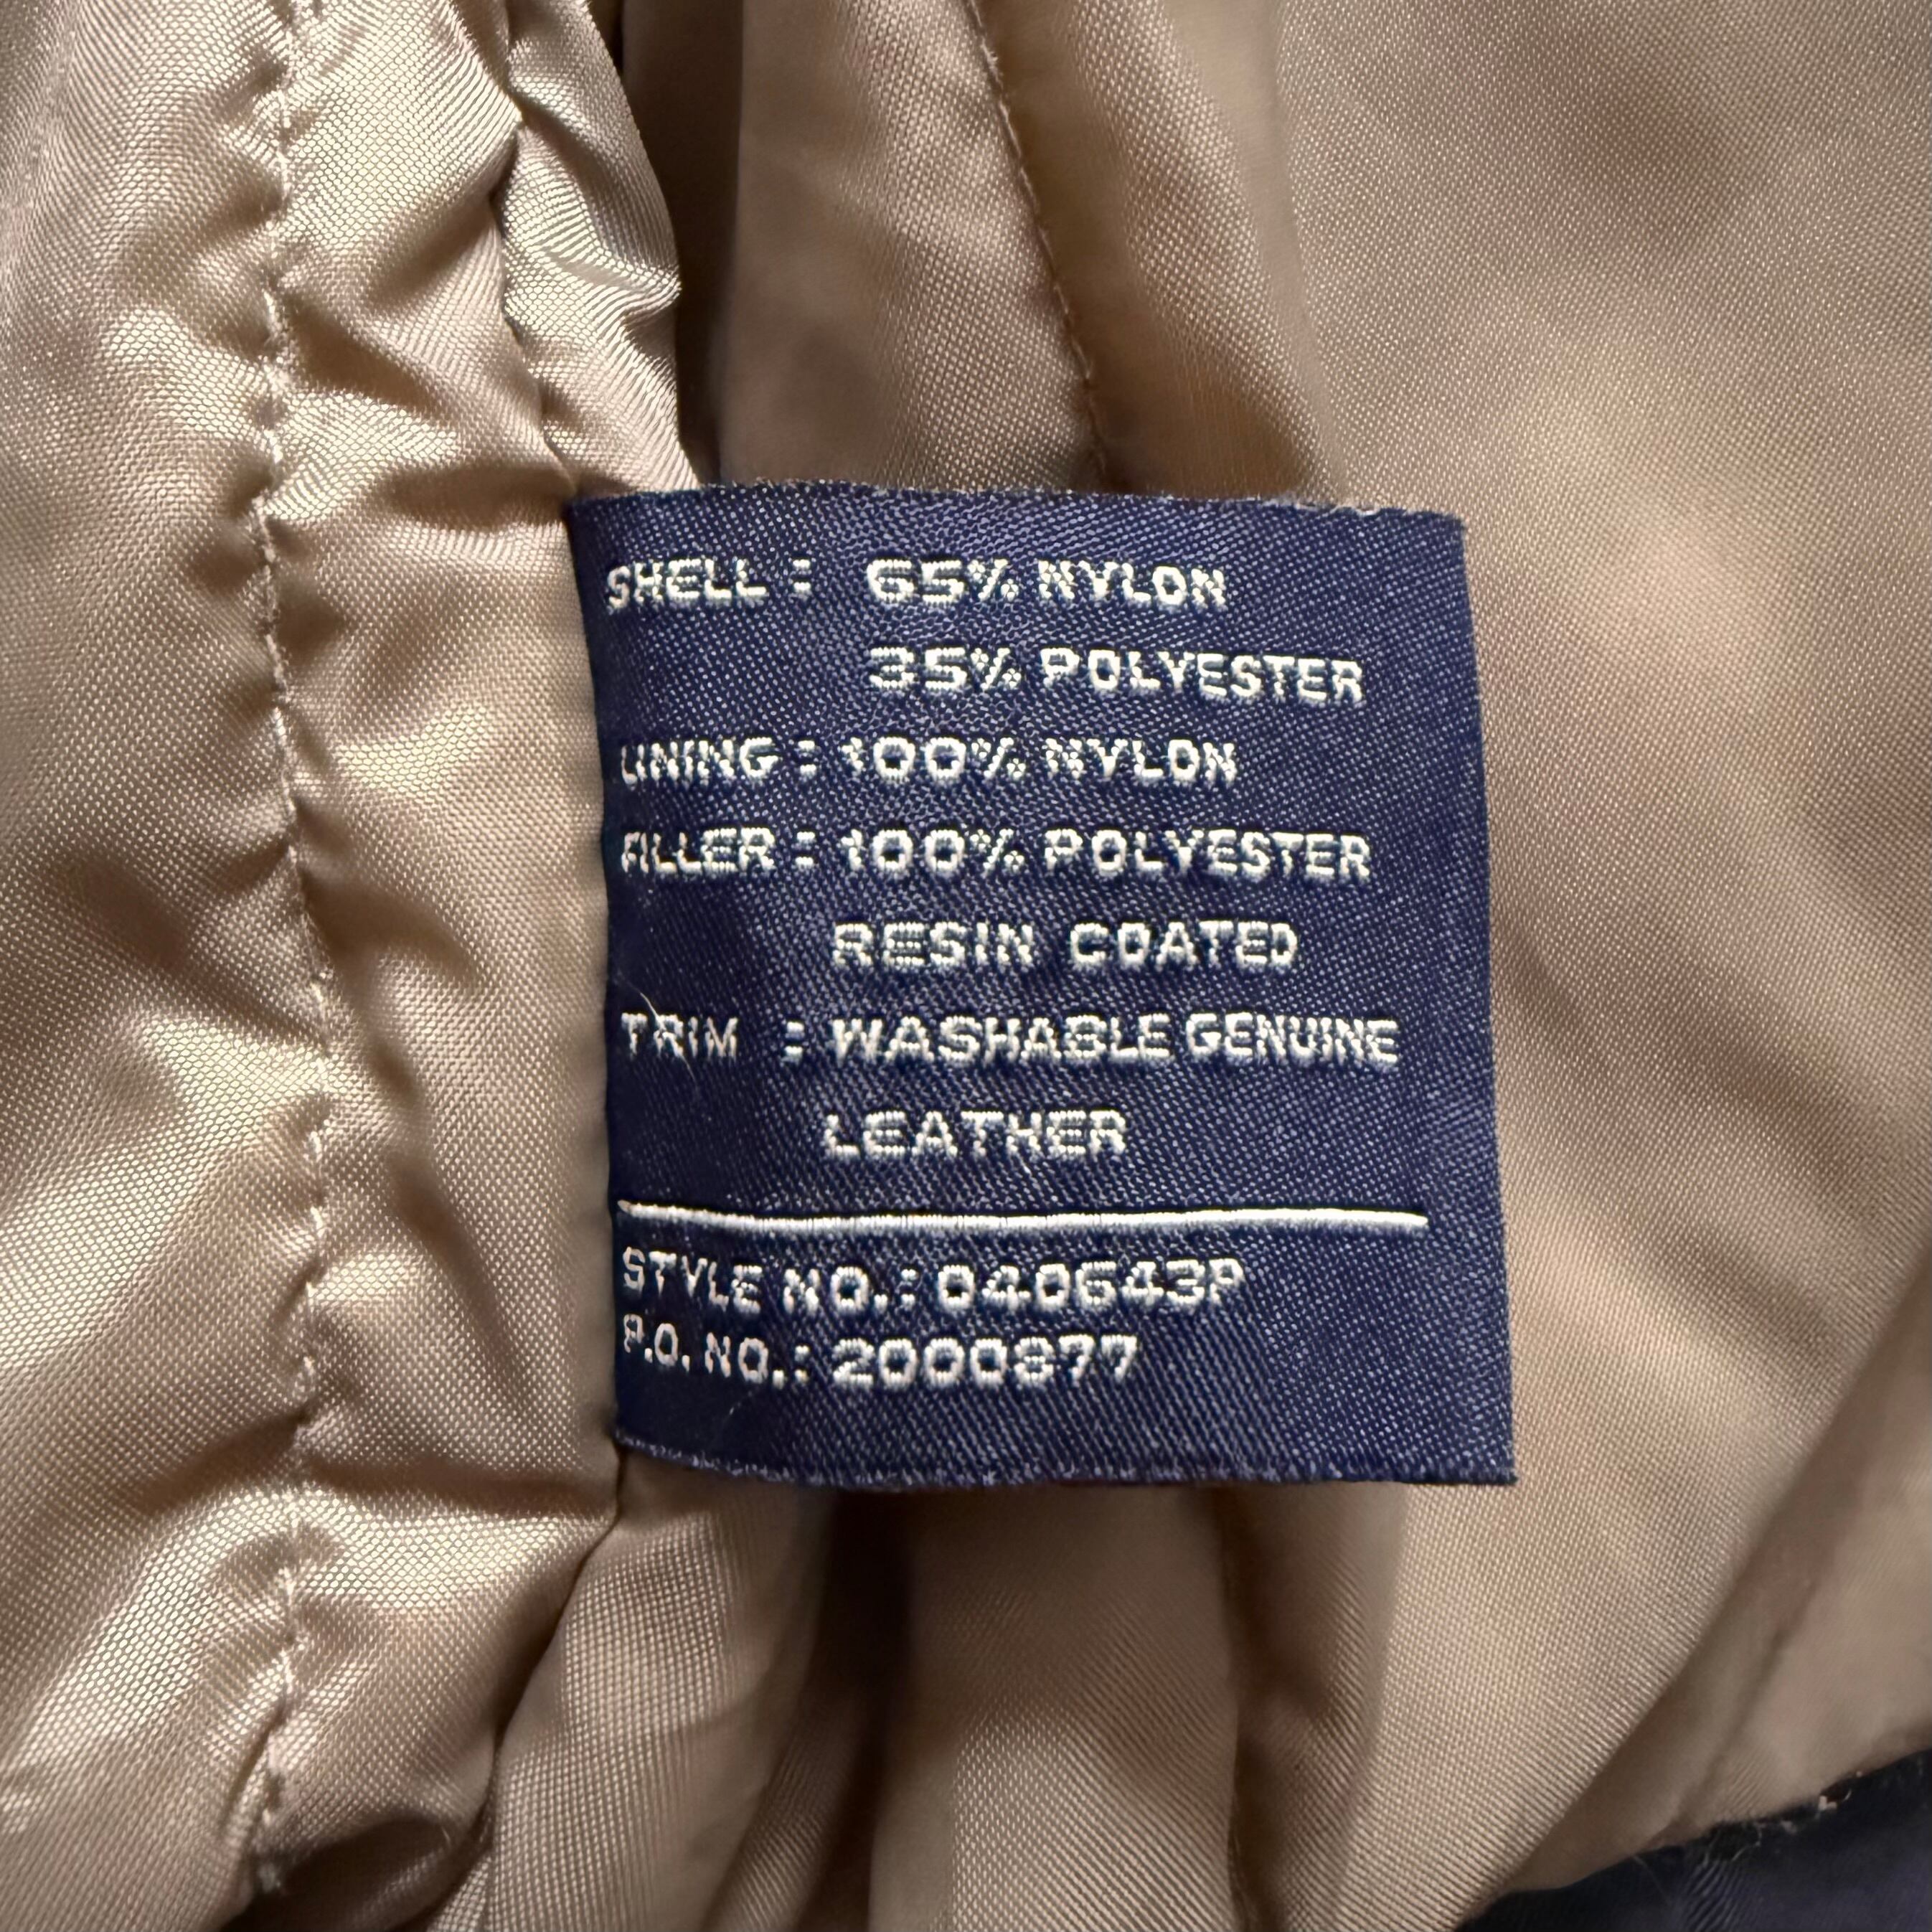 SHELL : 65% NYLON
35% POLYESTER
LINING : 100% NYLON
FILLER : 100% POLYESTER
RESIN COATED
TRIM : WASHABLE GENUINE
LEATHER
STYLE NO.: 040643P
P.O. NO.: 2000877